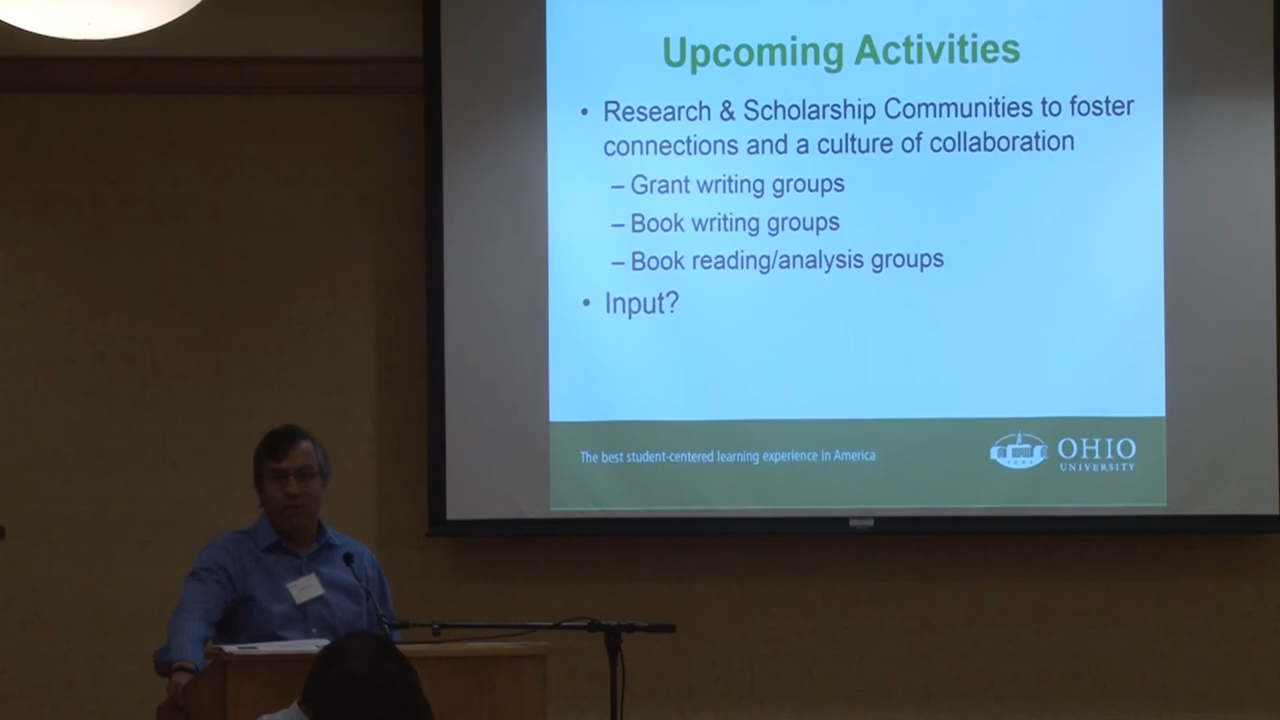 Upcoming Activities
• Research & Scholarship Communities to foster
connections and a culture of collaboration
– Grant writing groups
– Book writing groups
– Book reading/analysis groups
• Input?
The best student-centered learning experience in America
OHIO
UNIVERSITY